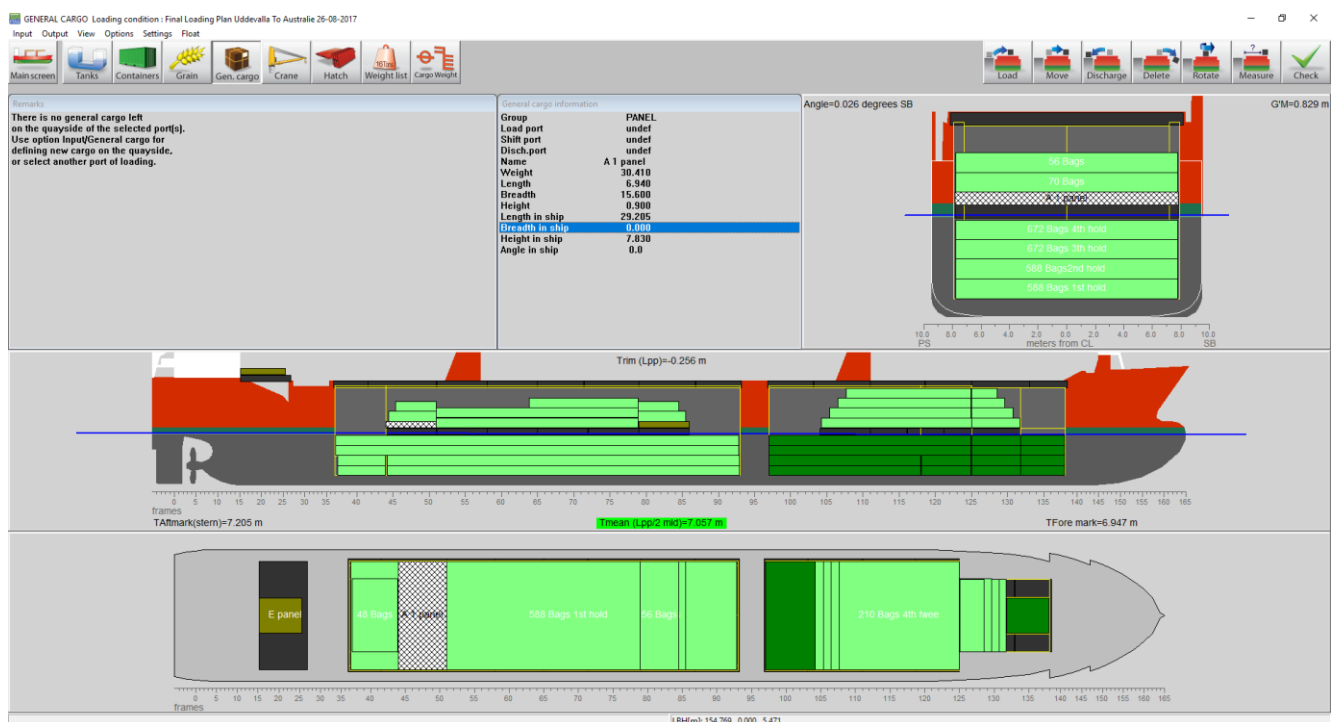 GENERAL CARGO Loading condition : Final Loading Plan Uddevalla To Australie 26-08-2017
Input Output View Options Settings Float
Main screen Tanks Containers Grain Gen. cargo Crane Hatch Weight list Cargo Weight Load Move Discharge Delete Rotate Measure Check
Remarks
There is no general cargo left
on the quayside of the selected port(s).
Use option Input/General cargo for
defining new cargo on the quayside,
or select another port of loading.
General cargo information
Group PANEL
Load port undef
Shift port undef
Disch.port undef
Name A 1 panel
Weight 30.410
Length 6.940
Breadth 15.600
Height 0.900
Length in ship 29.205
Breadth in ship 0.000
Height in ship 7.830
Angle in ship 0.0
Angle=0.026 degrees SB G'M=0.829 m
56 Bags
70 Bags
A 1 panel
672 Bags 4th hold
672 Bags 3th hold
588 Bags2nd hold
588 Bags 1st hold
10.0 8.0 6.0 4.0 2.0 0.0 2.0 4.0 6.0 8.0 10.0
PS meters from CL SB
Trim (Lpp)=-0.256 m
0 5 10 15 20 25 30 35 40 45 50 55 60 65 70 75 80 85 90 95 100 105 110 115 120 125 130 135 140 145 150 155 160 165
frames
TAftmark(stern)=7.205 m Tmean (Lpp/2 mid)=7.057 m TFore mark=6.947 m
E panel 48 Bags A 1 panel 588 Bags 1st hold 56 Bags 210 Bags 4th twee
0 5 10 15 20 25 30 35 40 45 50 55 60 65 70 75 80 85 90 95 100 105 110 115 120 125 130 135 140 145 150 155 160 165
frames
LBH[m]: 154.769 0.000 5.471